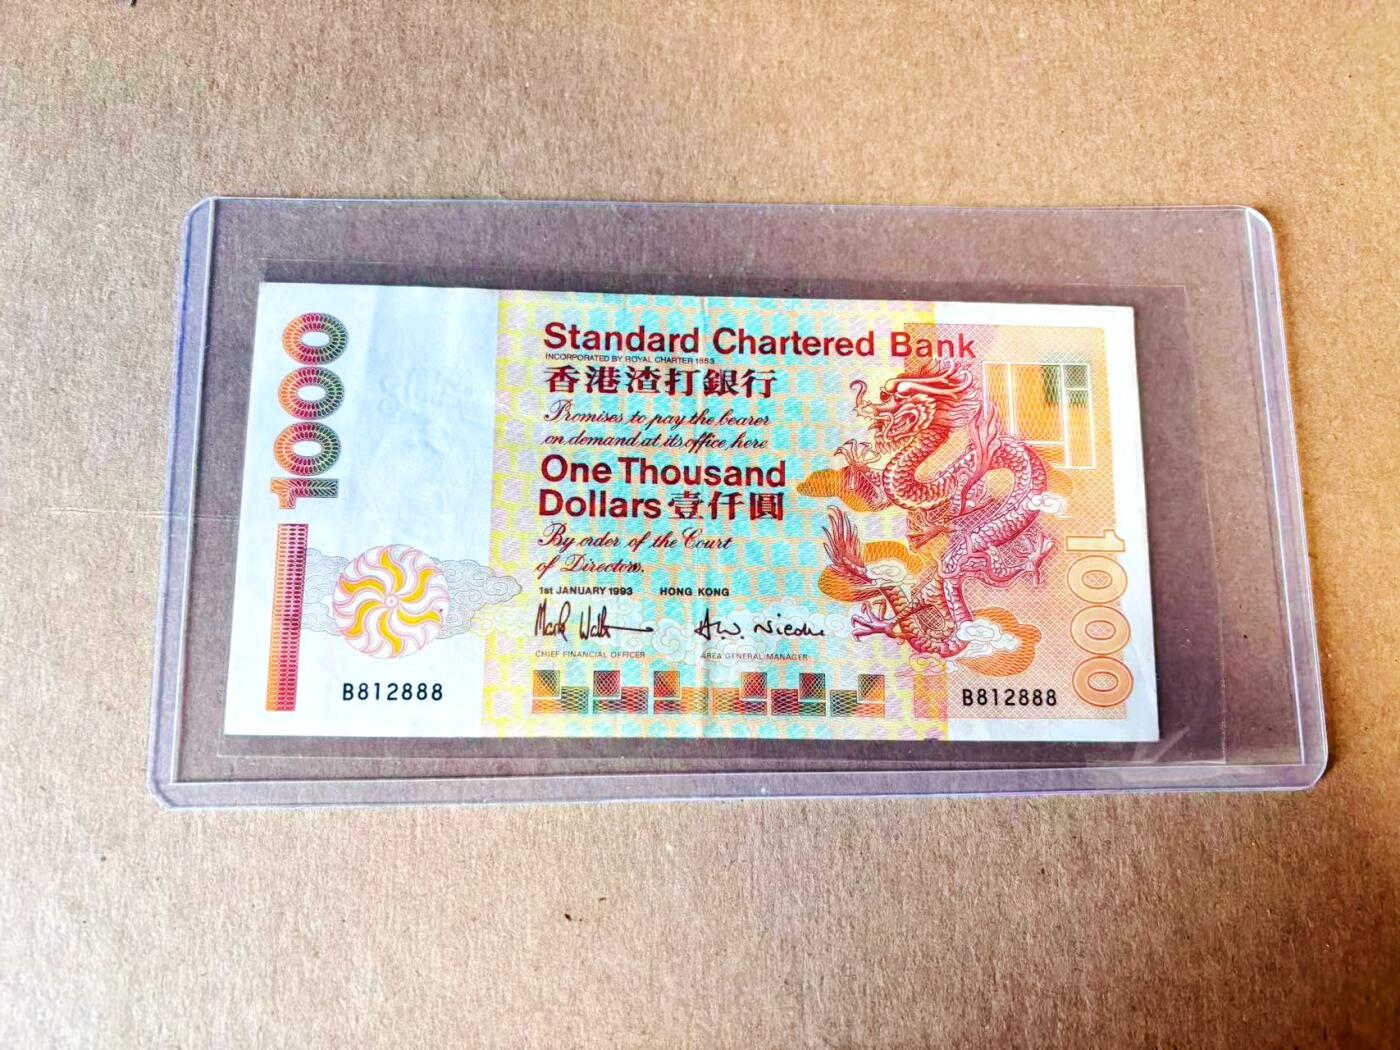 1000
Standard Chartered Bank
INCORPORATED BY ROYAL CHARTER 1853
香港渣打銀行
Promises to pay the bearer
on demand at its office here
One Thousand
Dollars 壹仟圓
By order of the Court
of Directors.
1st JANUARY 1993 HONG KONG
CHIEF FINANCIAL OFFICER AREA GENERAL MANAGER
B812888
B812888
1000